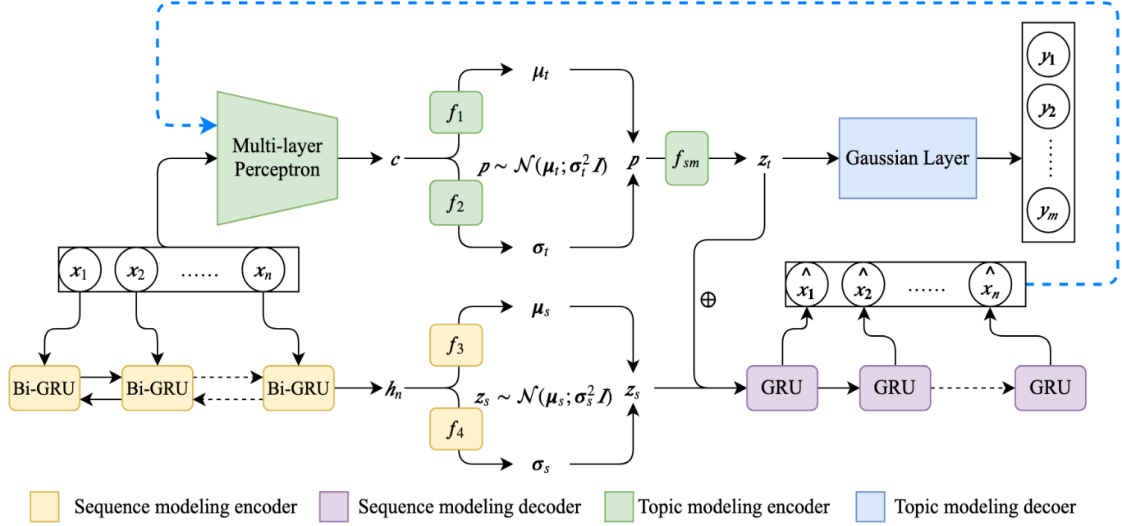 μt
y1
f1
y2
Multi-layer
Perceptron
c
p ~ N(μt; σt² I)
p
fsm
zt
Gaussian Layer
......
f2
ym
σt
x1 x2 ...... xn
x̂1 x̂2 ...... x̂n
⊕
μs
f3
Bi-GRU Bi-GRU Bi-GRU
hn
zs ~ N(μs; σs² I)
zs
GRU GRU GRU
f4
σs
Sequence modeling encoder
Sequence modeling decoder
Topic modeling encoder
Topic modeling decoer